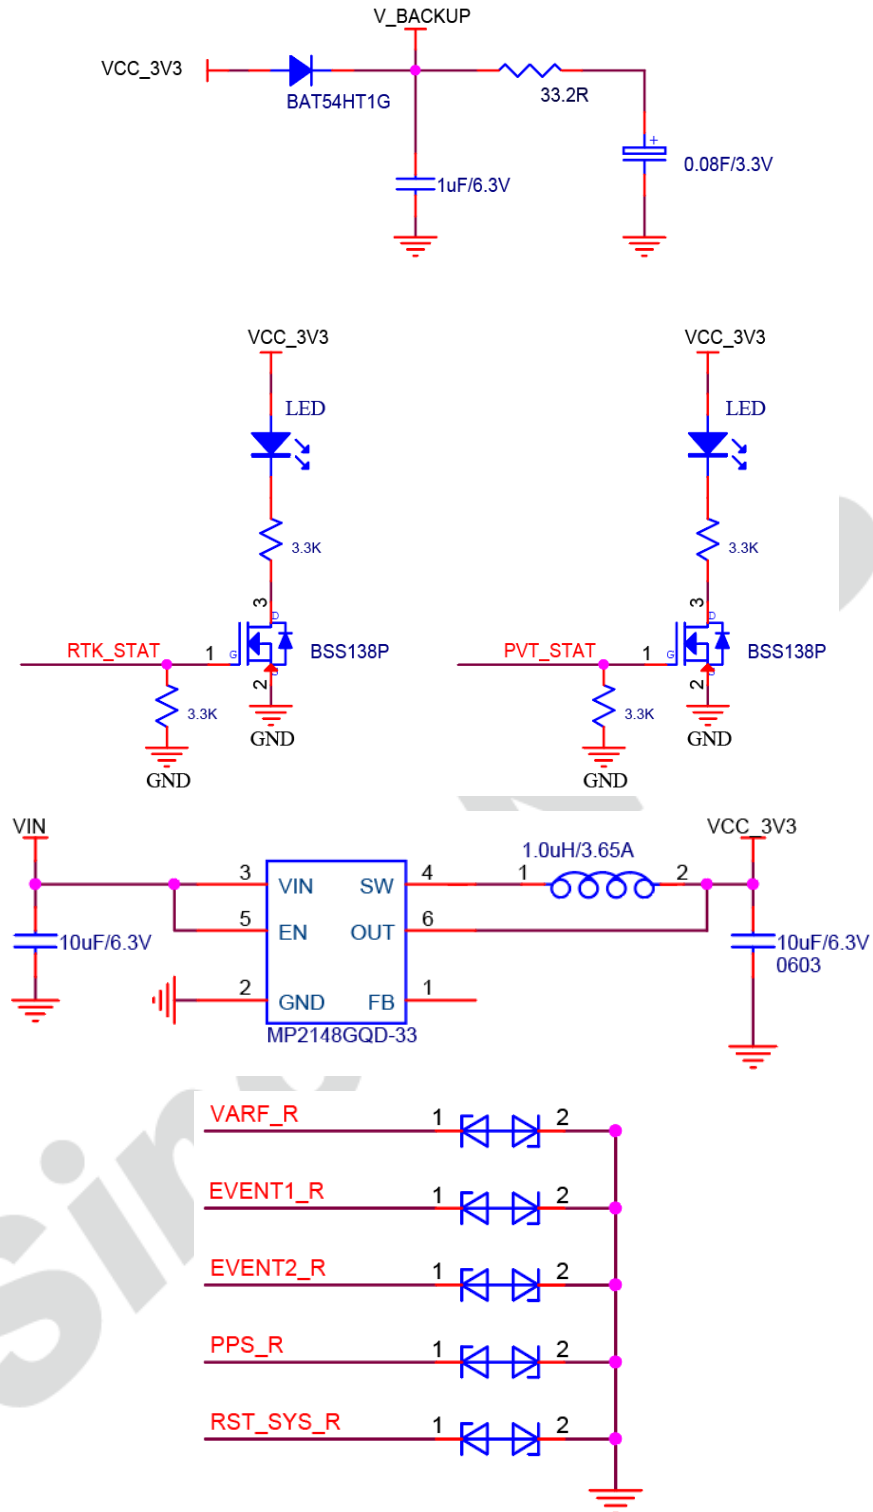 V_BACKUP
VCC_3V3
BAT54HT1G
33.2R
+
0.08F/3.3V
1uF/6.3V
VCC_3V3 VCC_3V3
LED LED
3.3K 3.3K
3 3
D D
RTK_STAT 1 G BSS138P PVT_STAT 1 G BSS138P
2 2
3.3K 3.3K
GND GND
GND GND
VIN VCC_3V3
1.0uH/3.65A
3 VIN SW 4 1 2
5 EN OUT 6
10uF/6.3V 10uF/6.3V
0603
2 GND FB 1
MP2148GQD-33
VARF_R 1 2
EVENT1_R 1 2
EVENT2_R 1 2
PPS_R 1 2
RST_SYS_R 1 2